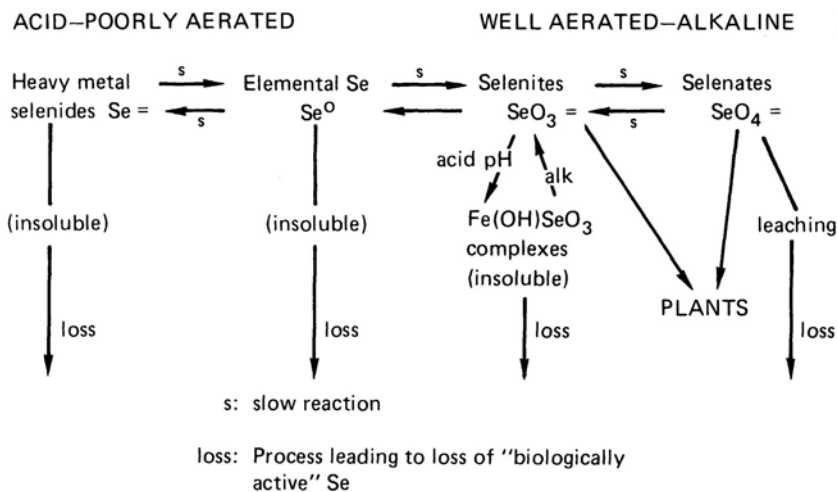 ACID–POORLY AERATED
WELL AERATED–ALKALINE
Heavy metal s Elemental Se s Selenites s Selenates
selenides Se= s Se⁰ SeO₃= s SeO₄=
acid pH
alk
(insoluble)
(insoluble)
Fe(OH)SeO₃
complexes
(insoluble)
leaching
PLANTS
loss
loss
loss
loss
s: slow reaction
loss: Process leading to loss of "biologically
active" Se